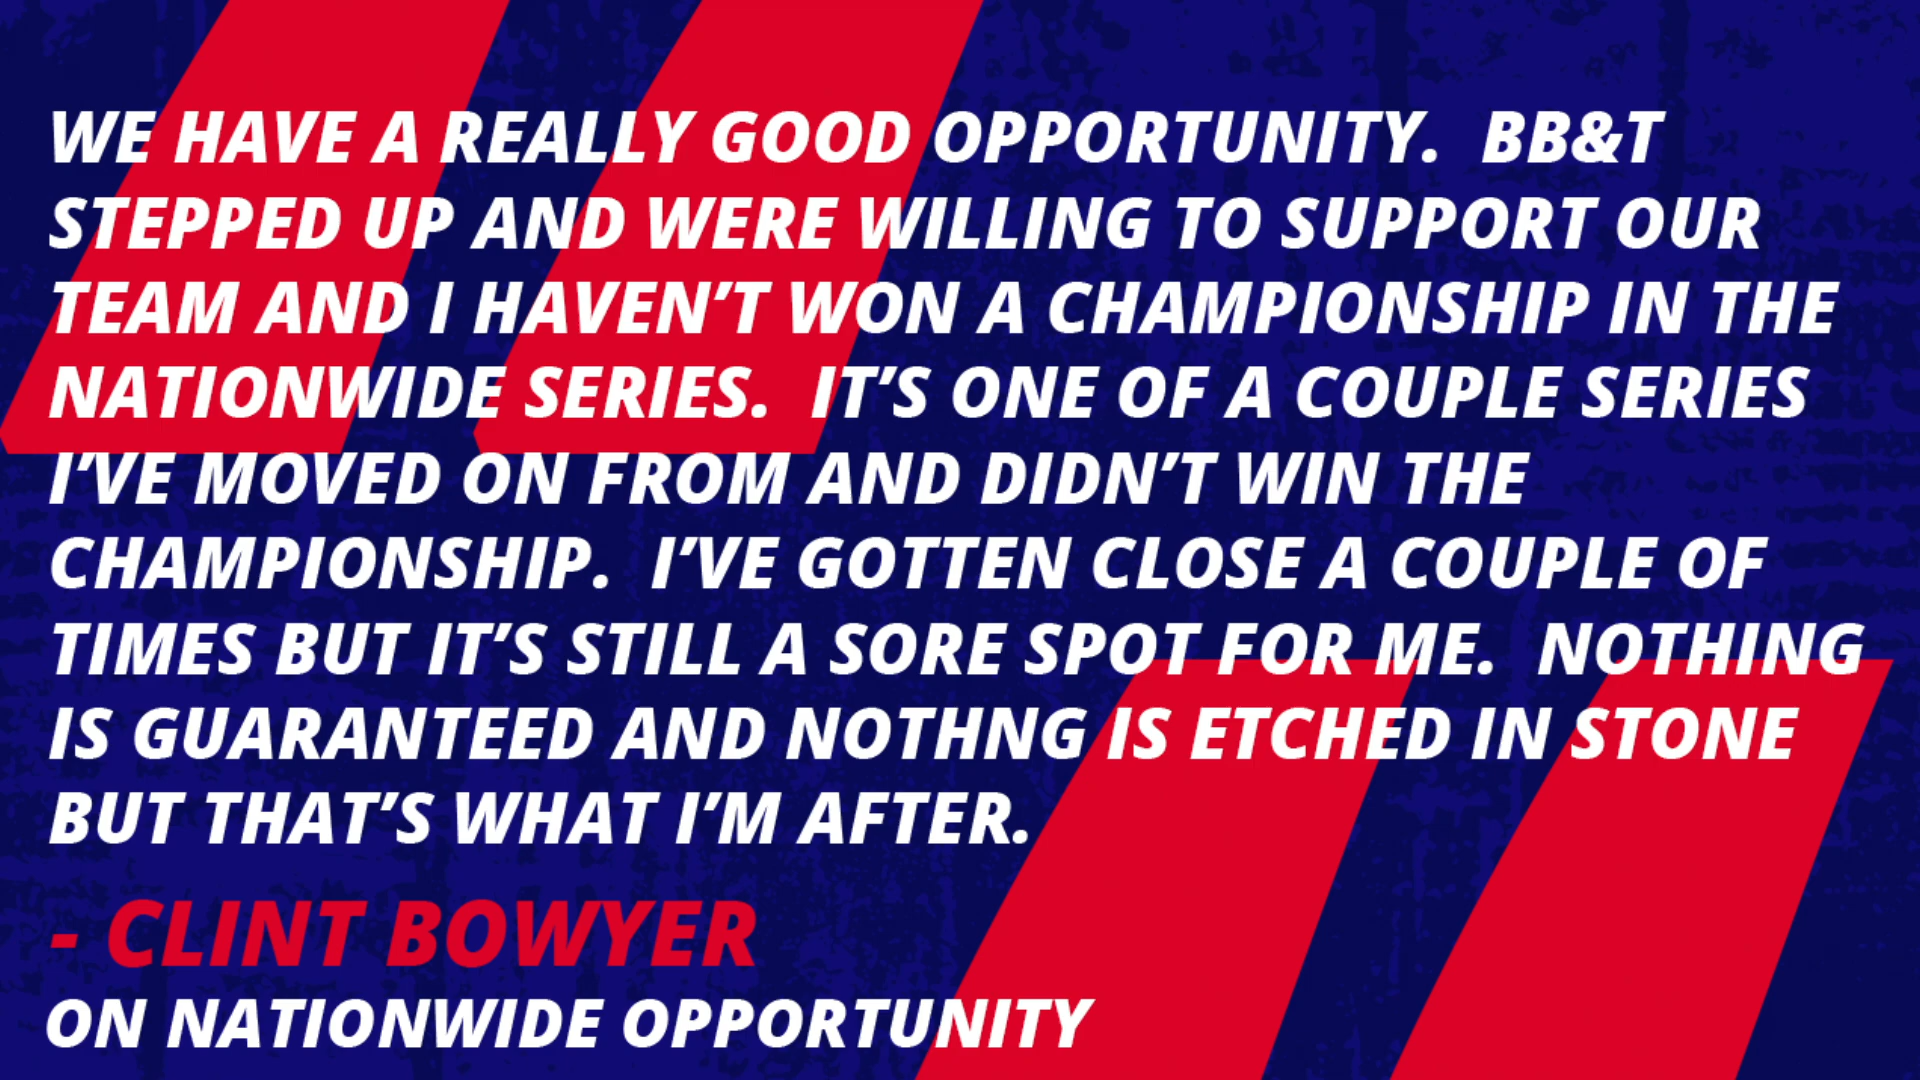 WE HAVE A REALLY GOOD OPPORTUNITY.  BB&T
STEPPED UP AND WERE WILLING TO SUPPORT OUR
TEAM AND I HAVEN’T WON A CHAMPIONSHIP IN THE
NATIONWIDE SERIES.  IT’S ONE OF A COUPLE SERIES
I’VE MOVED ON FROM AND DIDN’T WIN THE
CHAMPIONSHIP.  I’VE GOTTEN CLOSE A COUPLE OF
TIMES BUT IT’S STILL A SORE SPOT FOR ME.  NOTHING
IS GUARANTEED AND NOTHNG IS ETCHED IN STONE
BUT THAT’S WHAT I’M AFTER.
- CLINT BOWYER
ON NATIONWIDE OPPORTUNITY